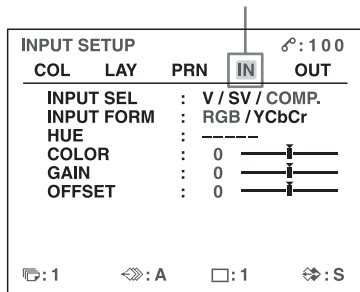 INPUT SETUP :100
COL LAY PRN IN OUT
INPUT SEL : V / SV / COMP.
INPUT FORM : RGB / YCbCr
HUE : -----
COLOR : 0
GAIN : 0
OFFSET : 0
:1 :A :1 :S